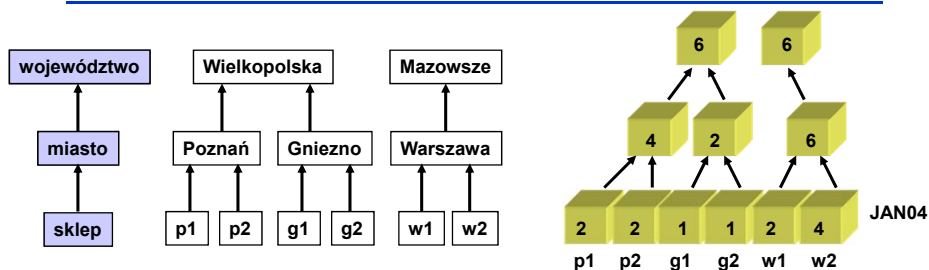 województwo
miasto
sklep
Wielkopolska Mazowsze
Poznań Gniezno Warszawa
p1 p2 g1 g2 w1 w2
6 6
4 2 6
2 2 1 1 2 4 JAN04
p1 p2 g1 g2 w1 w2